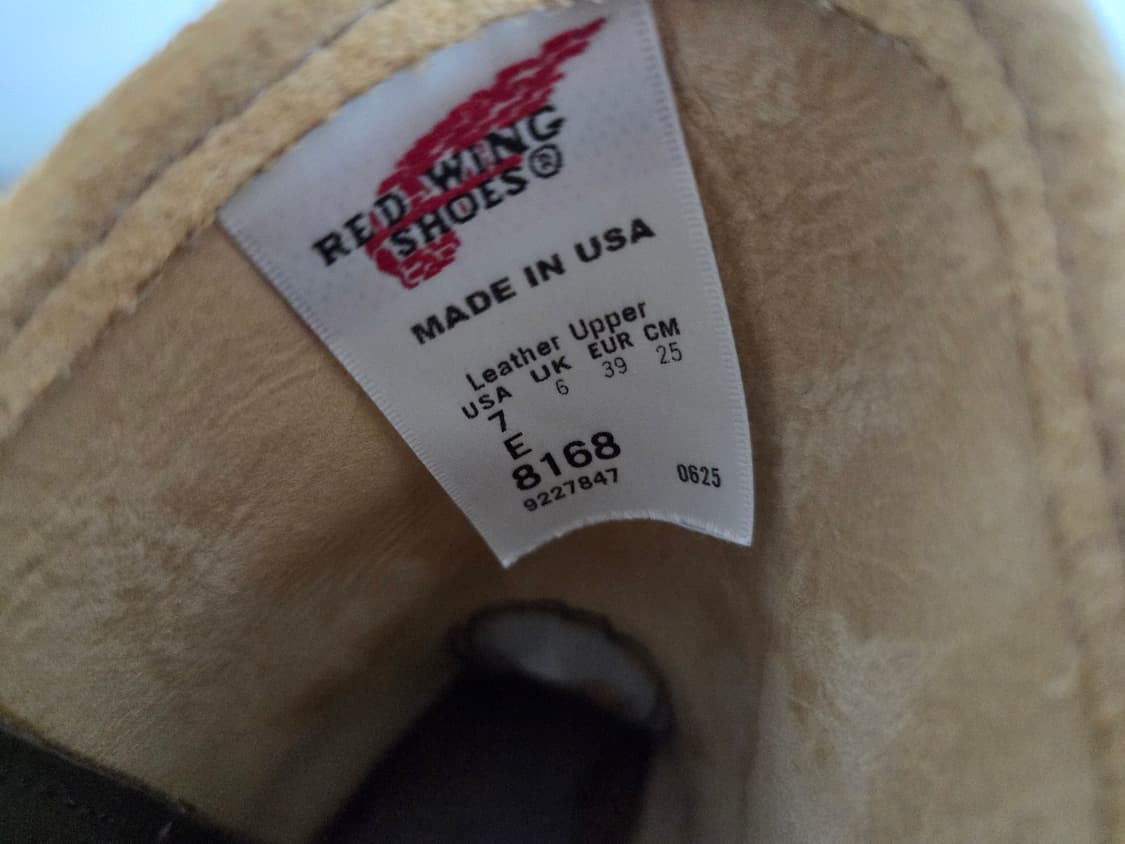 RED WING
SHOES®
MADE IN USA
Leather Upper
USA UK EUR CM
7 6 39 25
E
8168
9227847 0625